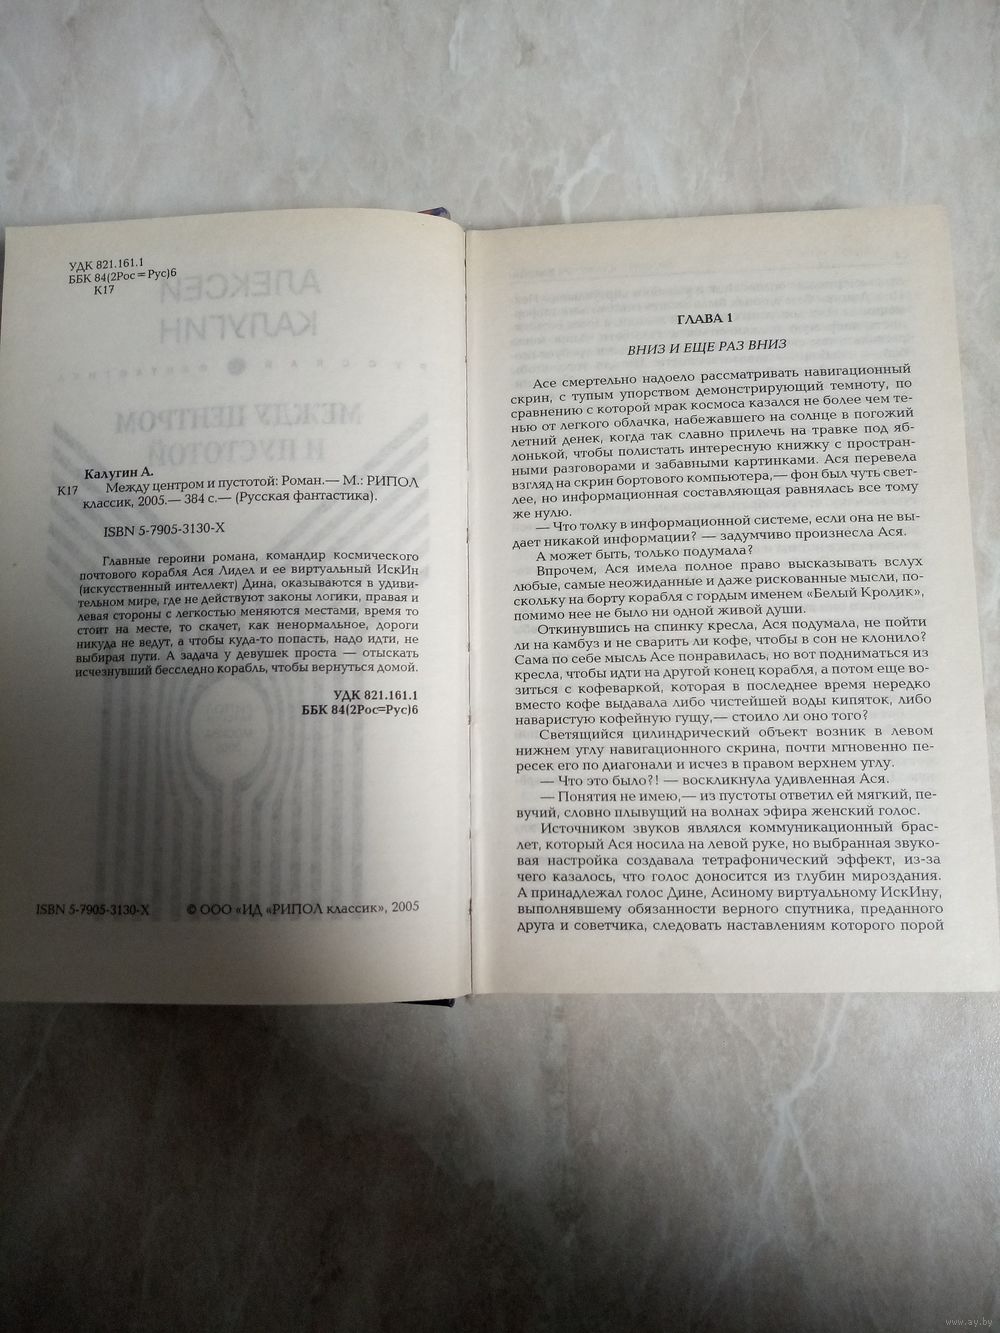 УДК 821.161.1
ББК 84(2Рос=Рус)6
К17
Калугин А.
К17 Между центром и пустотой: Роман.— М.: РИПОЛ
классик, 2005.— 384 с.— (Русская фантастика).
ISBN 5-7905-3130-X
Главные героини романа, командир космического
почтового корабля Ася Лидел и ее виртуальный ИскИн
(искусственный интеллект) Дина, оказываются в удиви-
тельном мире, где не действуют законы логики, правая и
левая стороны с легкостью меняются местами, время то
стоит на месте, то скачет, как ненормальное, дороги
никуда не ведут, а чтобы куда-то попасть, надо идти, не
выбирая пути. А задача у девушек проста — отыскать
исчезнувший бесследно корабль, чтобы вернуться домой.
УДК 821.161.1
ББК 84(2Рос=Рус)6
ISBN 5-7905-3130-X © ООО «ИД «РИПОЛ классик», 2005
ГЛАВА 1
ВНИЗ И ЕЩЕ РАЗ ВНИЗ
Асе смертельно надоело рассматривать навигационный
скрин, с тупым упорством демонстрирующий темноту, по
сравнению с которой мрак космоса казался не более чем те-
нью от легкого облачка, набежавшего на солнце в погожий
летний денек, когда так славно прилечь на травке под яб-
лонькой, чтобы полистать интересную книжку с простран-
ными разговорами и забавными картинками. Ася перевела
взгляд на скрин бортового компьютера,— фон был чуть свет-
лее, но информационная составляющая равнялась все тому
же нулю.
— Что толку в информационной системе, если она не вы-
дает никакой информации? — задумчиво произнесла Ася.
А может быть, только подумала?
Впрочем, Ася имела полное право высказывать вслух
любые, самые неожиданные и даже рискованные мысли, по-
скольку на борту корабля с гордым именем «Белый Кролик»,
помимо нее не было ни одной живой души.
Откинувшись на спинку кресла, Ася подумала, не пойти
ли на камбуз и не сварить ли кофе, чтобы в сон не клонило?
Сама по себе мысль Асе понравилась, но вот подниматься из
кресла, чтобы идти на другой конец корабля, а потом еще во-
зиться с кофеваркой, которая в последнее время нередко
вместо кофе выдавала либо чистейшей воды кипяток, либо
наваристую кофейную гущу,— стоило ли оно того?
Светящийся цилиндрический объект возник в левом
нижнем углу навигационного скрина, почти мгновенно пе-
ресек его по диагонали и исчез в правом верхнем углу.
— Что это было?! — воскликнула удивленная Ася.
— Понятия не имею,— из пустоты ответил ей мягкий, пе-
вучий, словно плывущий на волнах эфира женский голос.
Источником звуков являлся коммуникационный брас-
лет, который Ася носила на левой руке, но выбранная звуко-
вая настройка создавала тетрафонический эффект, из-за
чего казалось, что голос доносится из глубин мироздания.
А принадлежал голос Дине, Асиному виртуальному ИскИну,
выполнявшему обязанности верного спутника, преданного
друга и советчика, следовать наставлениям которого порой
АЛЕКСЕЙ
КАЛУГИН
РУССКАЯ ФАНТАСТИКА
МЕЖДУ ЦЕНТРОМ
И ПУСТОТОЙ
www.ay.by